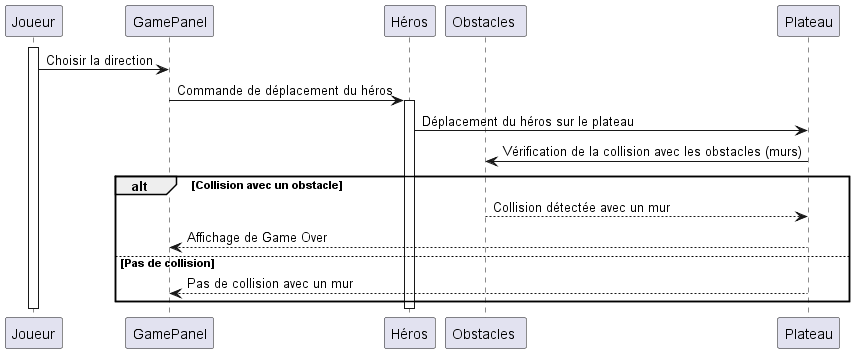 Joueur GamePanel Héros Obstacles Plateau
Choisir la direction
Commande de déplacement du héros
Déplacement du héros sur le plateau
Vérification de la collision avec les obstacles (murs)
alt [Collision avec un obstacle]
Collision détectée avec un mur
Affichage de Game Over
[Pas de collision]
Pas de collision avec un mur
Joueur GamePanel Héros Obstacles Plateau